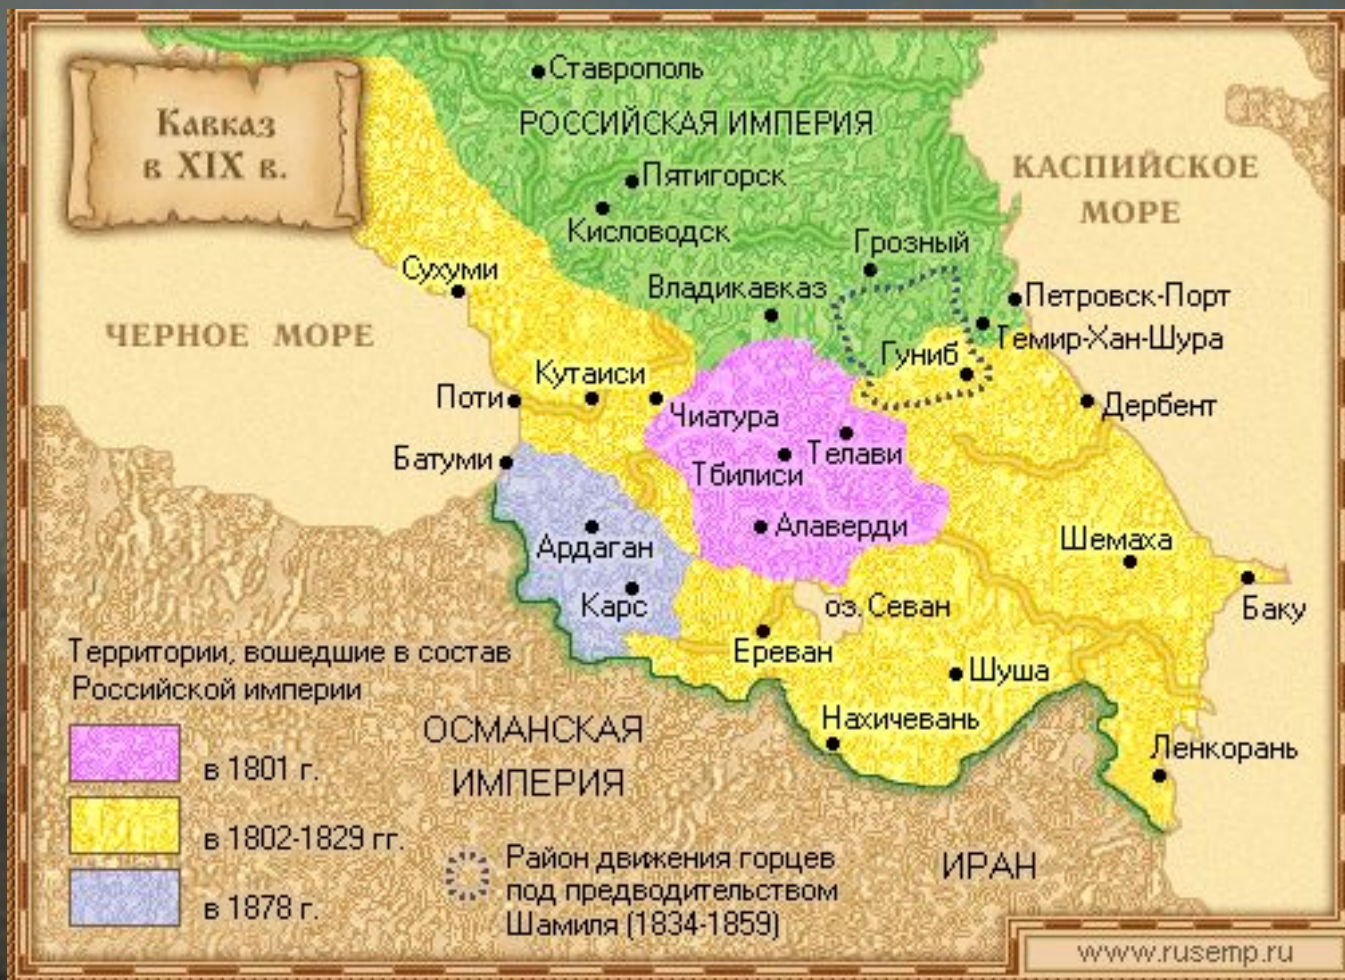 Кавказ
в XIX в.
Ставрополь
РОССИЙСКАЯ ИМПЕРИЯ
Пятигорск
Кисловодск
КАСПИЙСКОЕ
МОРЕ
Грозный
Сухуми
Владикавказ
Петровск-Порт
ЧЕРНОЕ МОРЕ
Темир-Хан-Шура
Гуниб
Кутаиси
Поти
Чиатура
Дербент
Батуми
Телави
Тбилиси
Ардаган
Алаверди
Шемаха
Карс
оз. Севан
Баку
Ереван
Шуша
Нахичевань
Ленкорань
Территории, вошедшие в состав
Российской империи
в 1801 г.
в 1802-1829 гг.
в 1878 г.
ОСМАНСКАЯ
ИМПЕРИЯ
Район движения горцев
под предводительством
Шамиля (1834-1859)
ИРАН
www.rusemp.ru